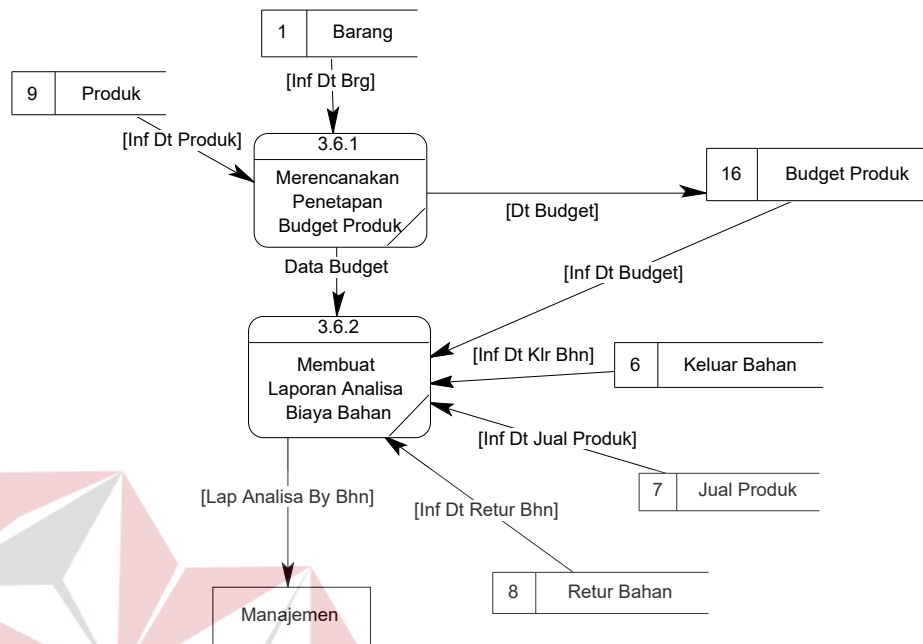 1 Barang
[Inf Dt Brg]
9 Produk
[Inf Dt Produk]
3.6.1
Merencanakan
Penetapan
Budget Produk
16 Budget Produk
[Dt Budget]
Data Budget
[Inf Dt Budget]
3.6.2
Membuat
Laporan Analisa
Biaya Bahan
[Inf Dt Klr Bhn]
6 Keluar Bahan
[Inf Dt Jual Produk]
7 Jual Produk
[Lap Analisa By Bhn]
[Inf Dt Retur Bhn]
8 Retur Bahan
Manajemen